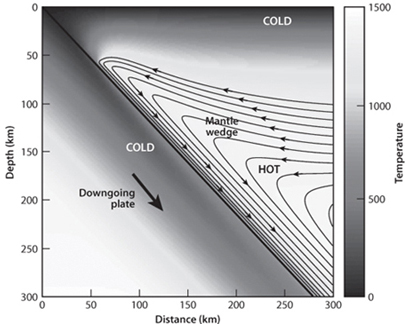 0
50
100
150
200
250
300
Depth (km)
COLD
Mantle
wedge
HOT
COLD
Downgoing
plate
0
50
100
150
200
250
300
Distance (km)
1500
1000
500
0
Temperature